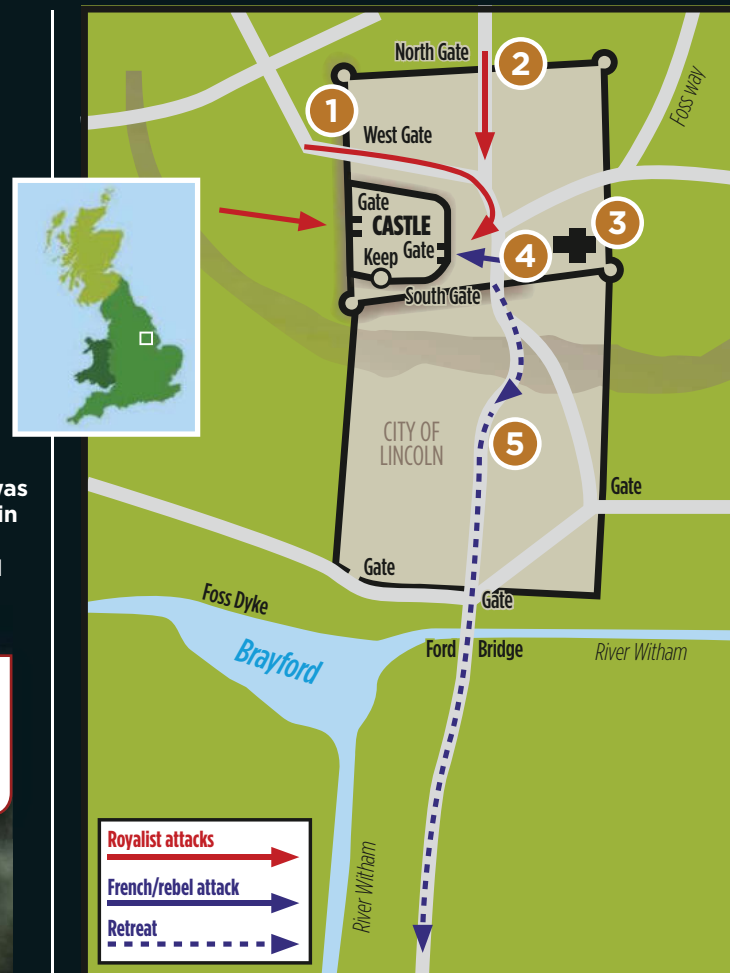 North Gate
2
Foss way
1
West Gate
Gate
CASTLE
3
Keep
Gate
4
South Gate
CITY OF
LINCOLN
5
Gate
in
Gate
Foss Dyke
Gate
Brayford
Ford
Bridge
River Witham
Royalist attacks
French/rebel attack
Retreat
River Witham